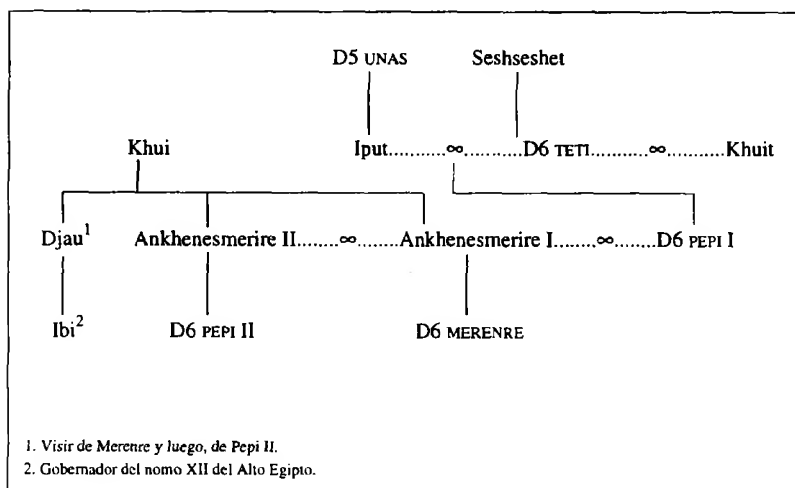 D5 UNAS Seshseshet
Khui Iput..........∞..........D6 TETI..........∞..........Khuit
Djau¹ Ankhenesmerire II........∞........Ankhenesmerire I........∞........D6 PEPI I
Ibi² D6 PEPI II D6 MERENRE
1. Visir de Merenre y luego, de Pepi II.
2. Gobernador del nomo XII del Alto Egipto.